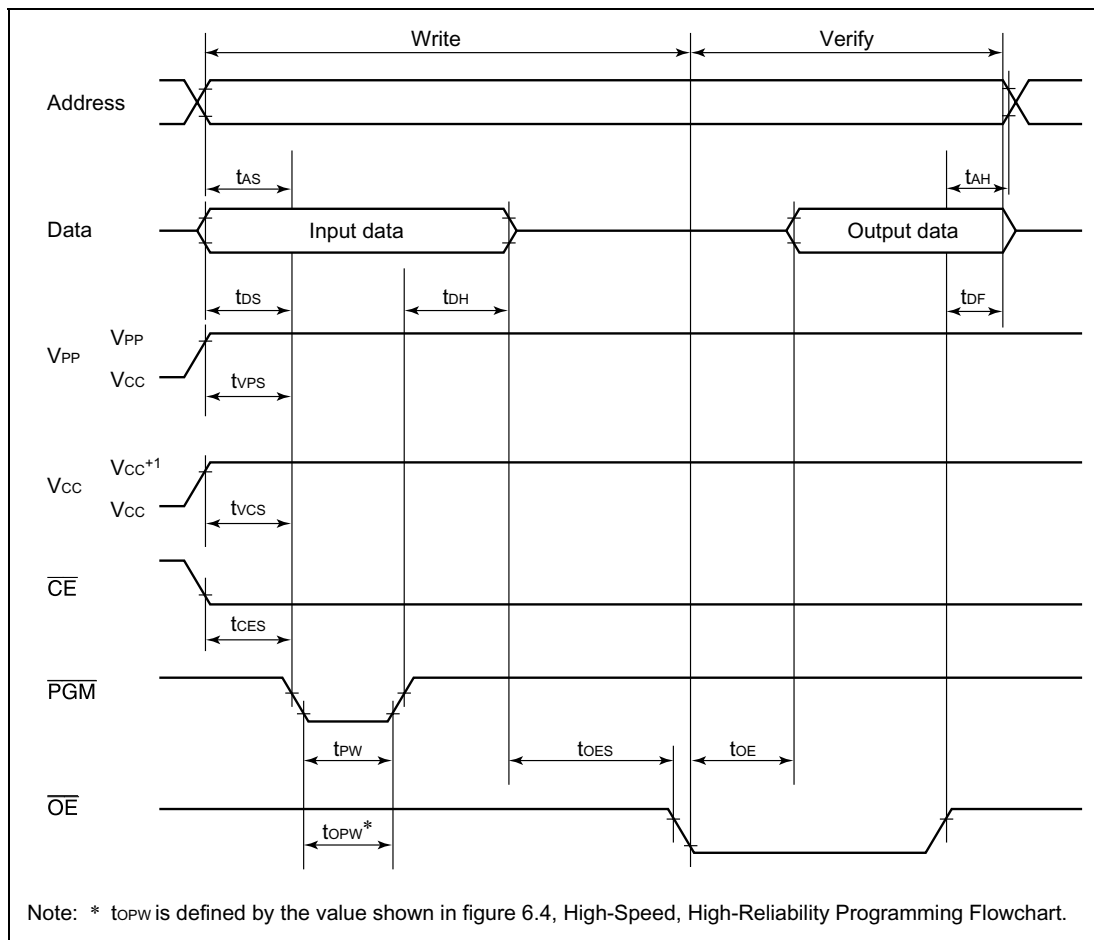 Write
Verify
Address
tAS
tAH
Data
Input data
Output data
tDS
tDH
tDF
VPP
VPP
VCC
tVPS
VCC
VCC+1
VCC
tVCS
CE
tCES
PGM
tPW
tOES
tOE
OE
tOPW*
Note: * tOPW is defined by the value shown in figure 6.4, High-Speed, High-Reliability Programming Flowchart.